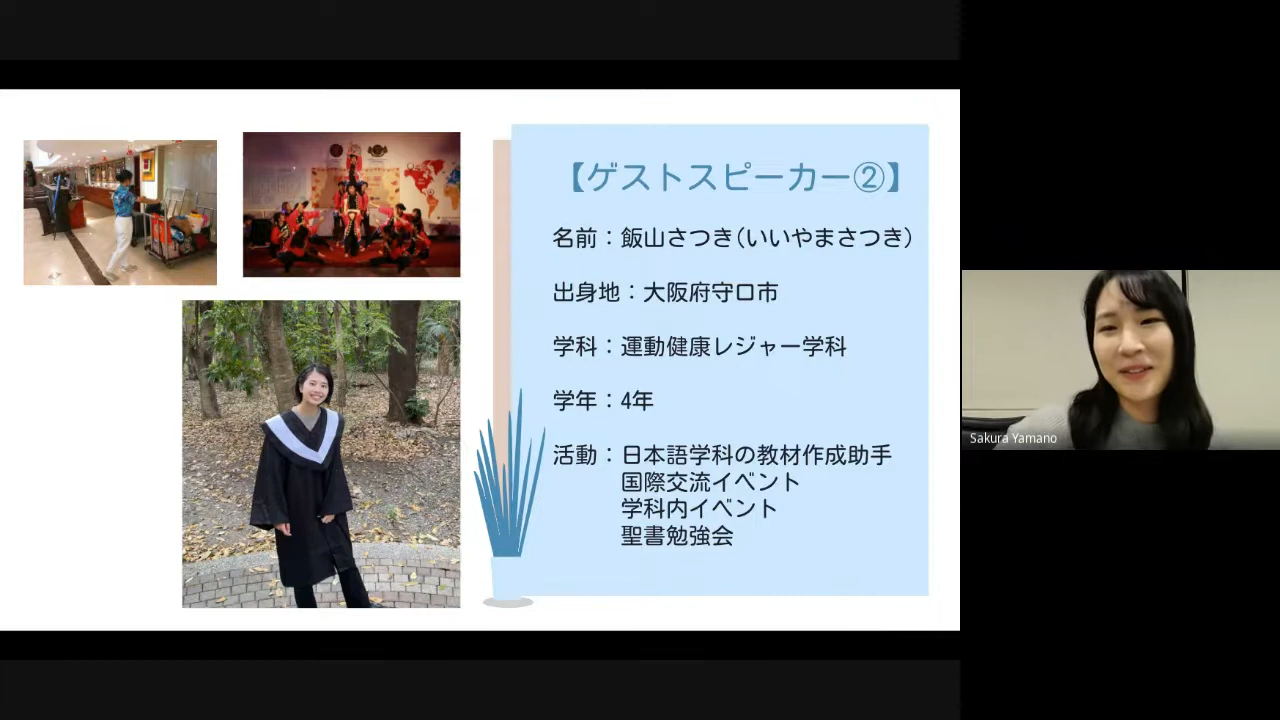 【ゲストスピーカー②】
名前：飯山さつき(いいやまさつき)
出身地：大阪府守口市
学科：運動健康レジャー学科
学年：4年
活動：日本語学科の教材作成助手
国際交流イベント
学科内イベント
聖書勉強会
Sakura Yamano